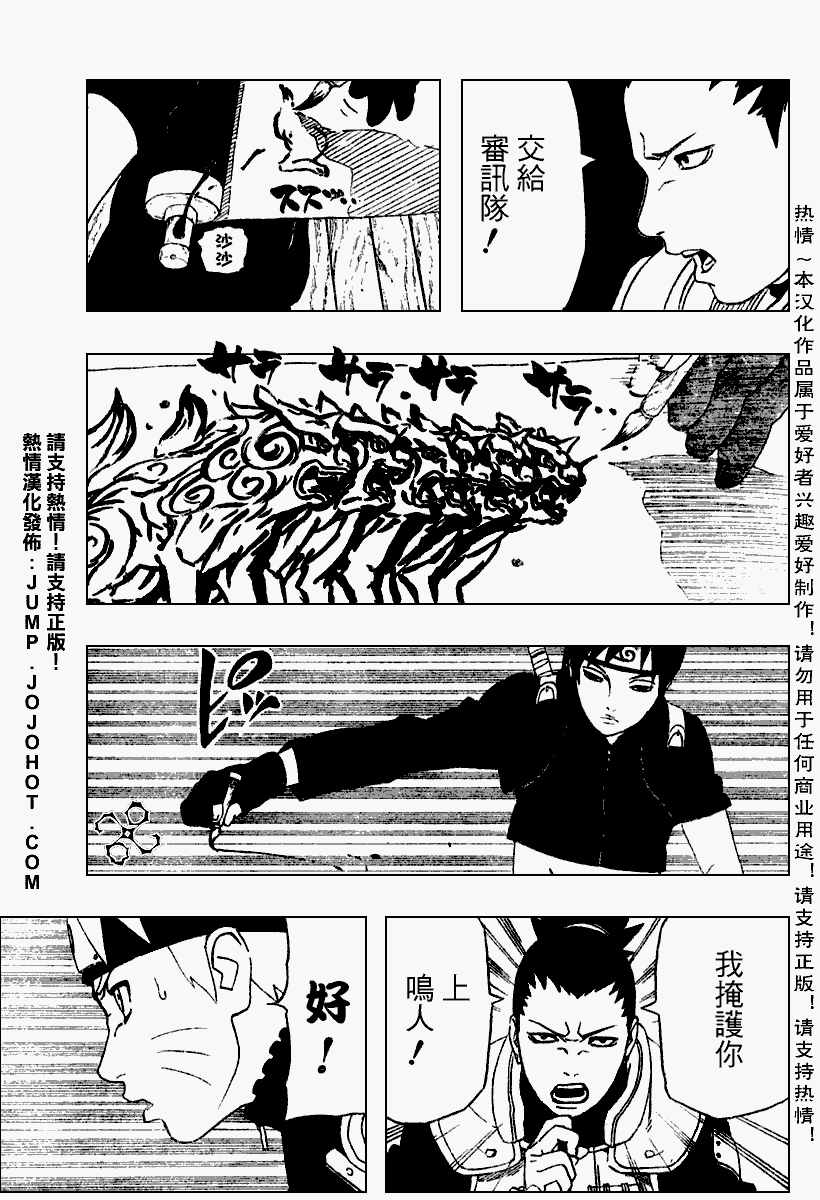 交給
審訊隊！
ズズッ…
沙沙
サラ
サラ
サラ
サラ…
ピッ
我掩護你
上
鳴人！
好！
热情～本汉化作品属于爱好者兴趣爱好制作！请勿用于任何商业用途！请支持正版！请支持热情！
請支持熱情！請支持正版！
熱情漢化發佈：JUMP.JOJOHOT.COM